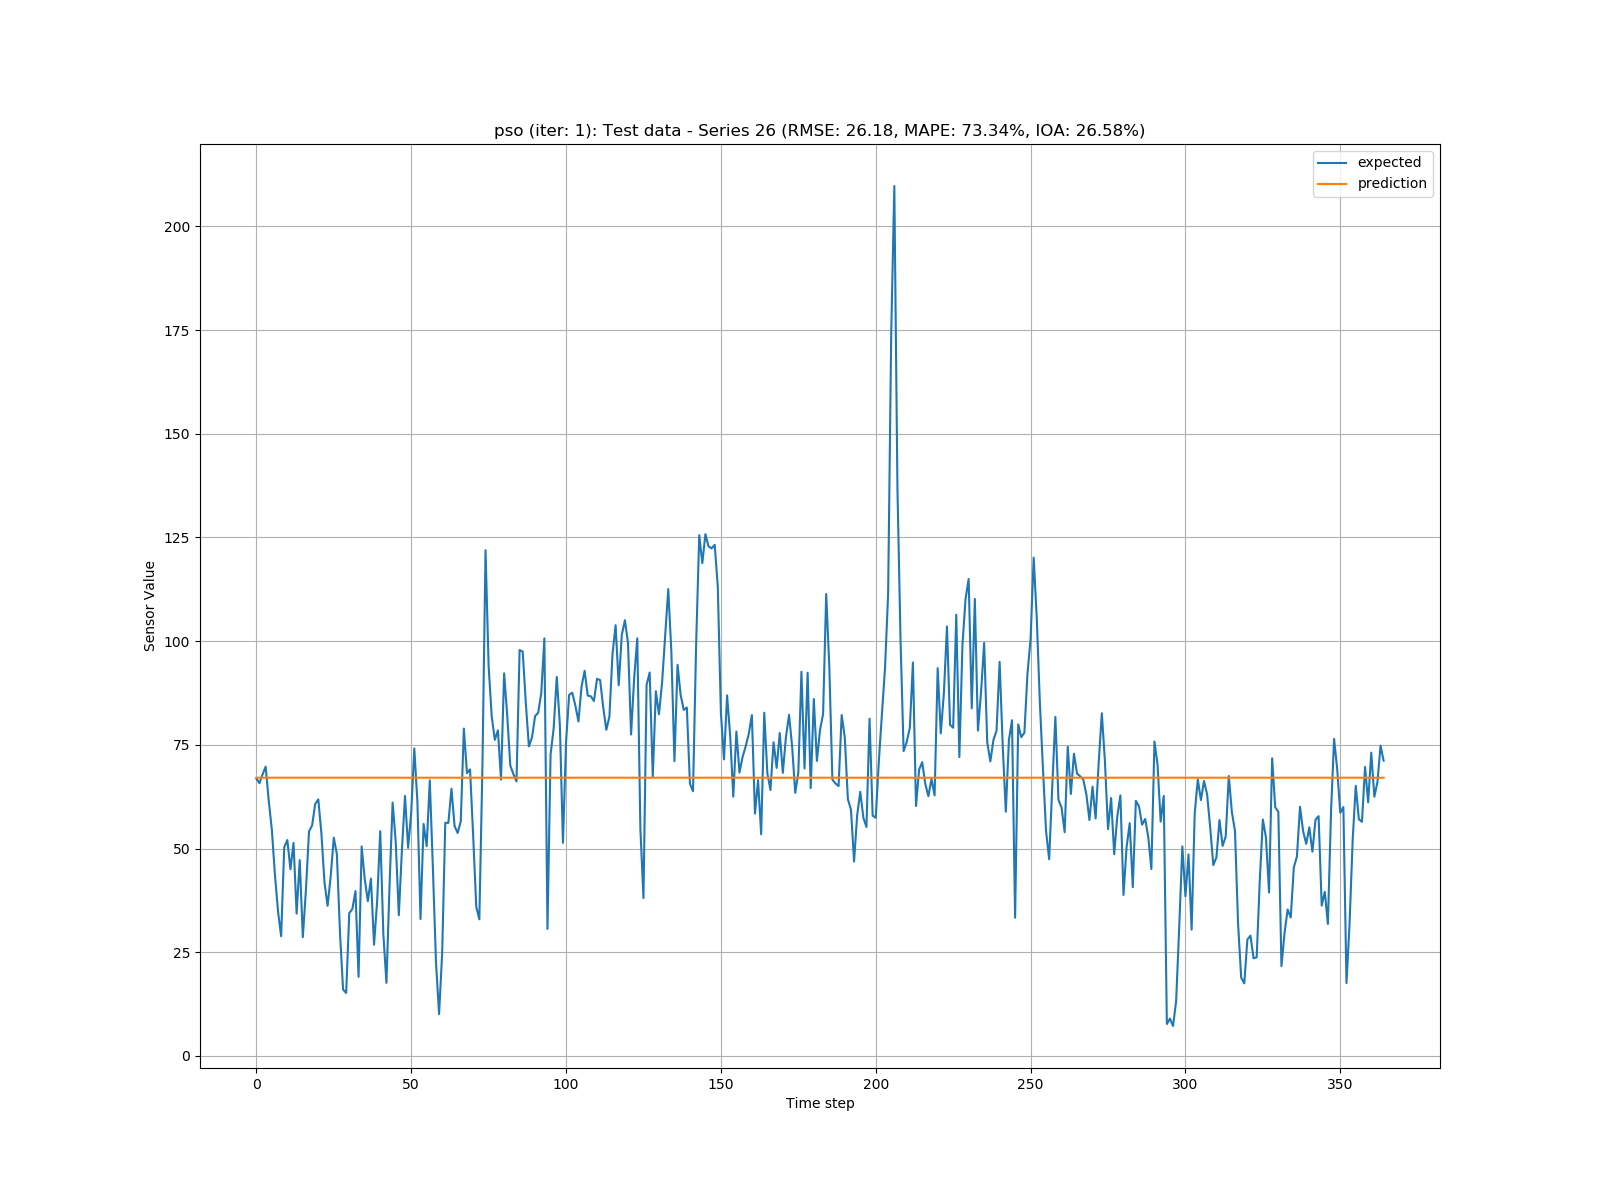 pso (iter: 1): Test data - Series 26 (RMSE: 26.18, MAPE: 73.34%, IOA: 26.58%)
expected
prediction
200
175
150
125
100
75
50
25
0
Sensor Value
0 50 100 150 200 250 300 350
Time step